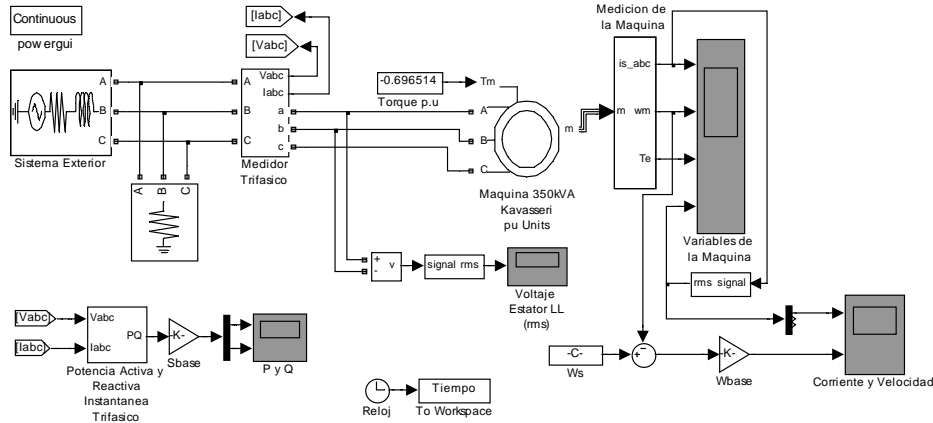 Continuous
powergui
[Iabc]
[Vabc]
Medicion de
la Maquina
A
B
C
A
B
C
Vabc
Iabc
a
b
c
Sistema Exterior
Medidor
Trifasico
A
B
C
-0.696514
Torque p.u
Tm
A
B
C
m
Maquina 350kVA
Kavasseri
pu Units
m
is_abc
wm
Te
Variables de
la Maquina
+
-
v
signal rms
Voltaje
Estator LL
(rms)
rms signal
[Vabc]
[Iabc]
Vabc
Iabc
PQ
Potencia Activa y
Reactiva
Instantanea
Trifasico
-K-
Sbase
P y Q
Reloj
Tiempo
To Workspace
-C-
Ws
+
-
-K-
Wbase
Corriente y Velocidad